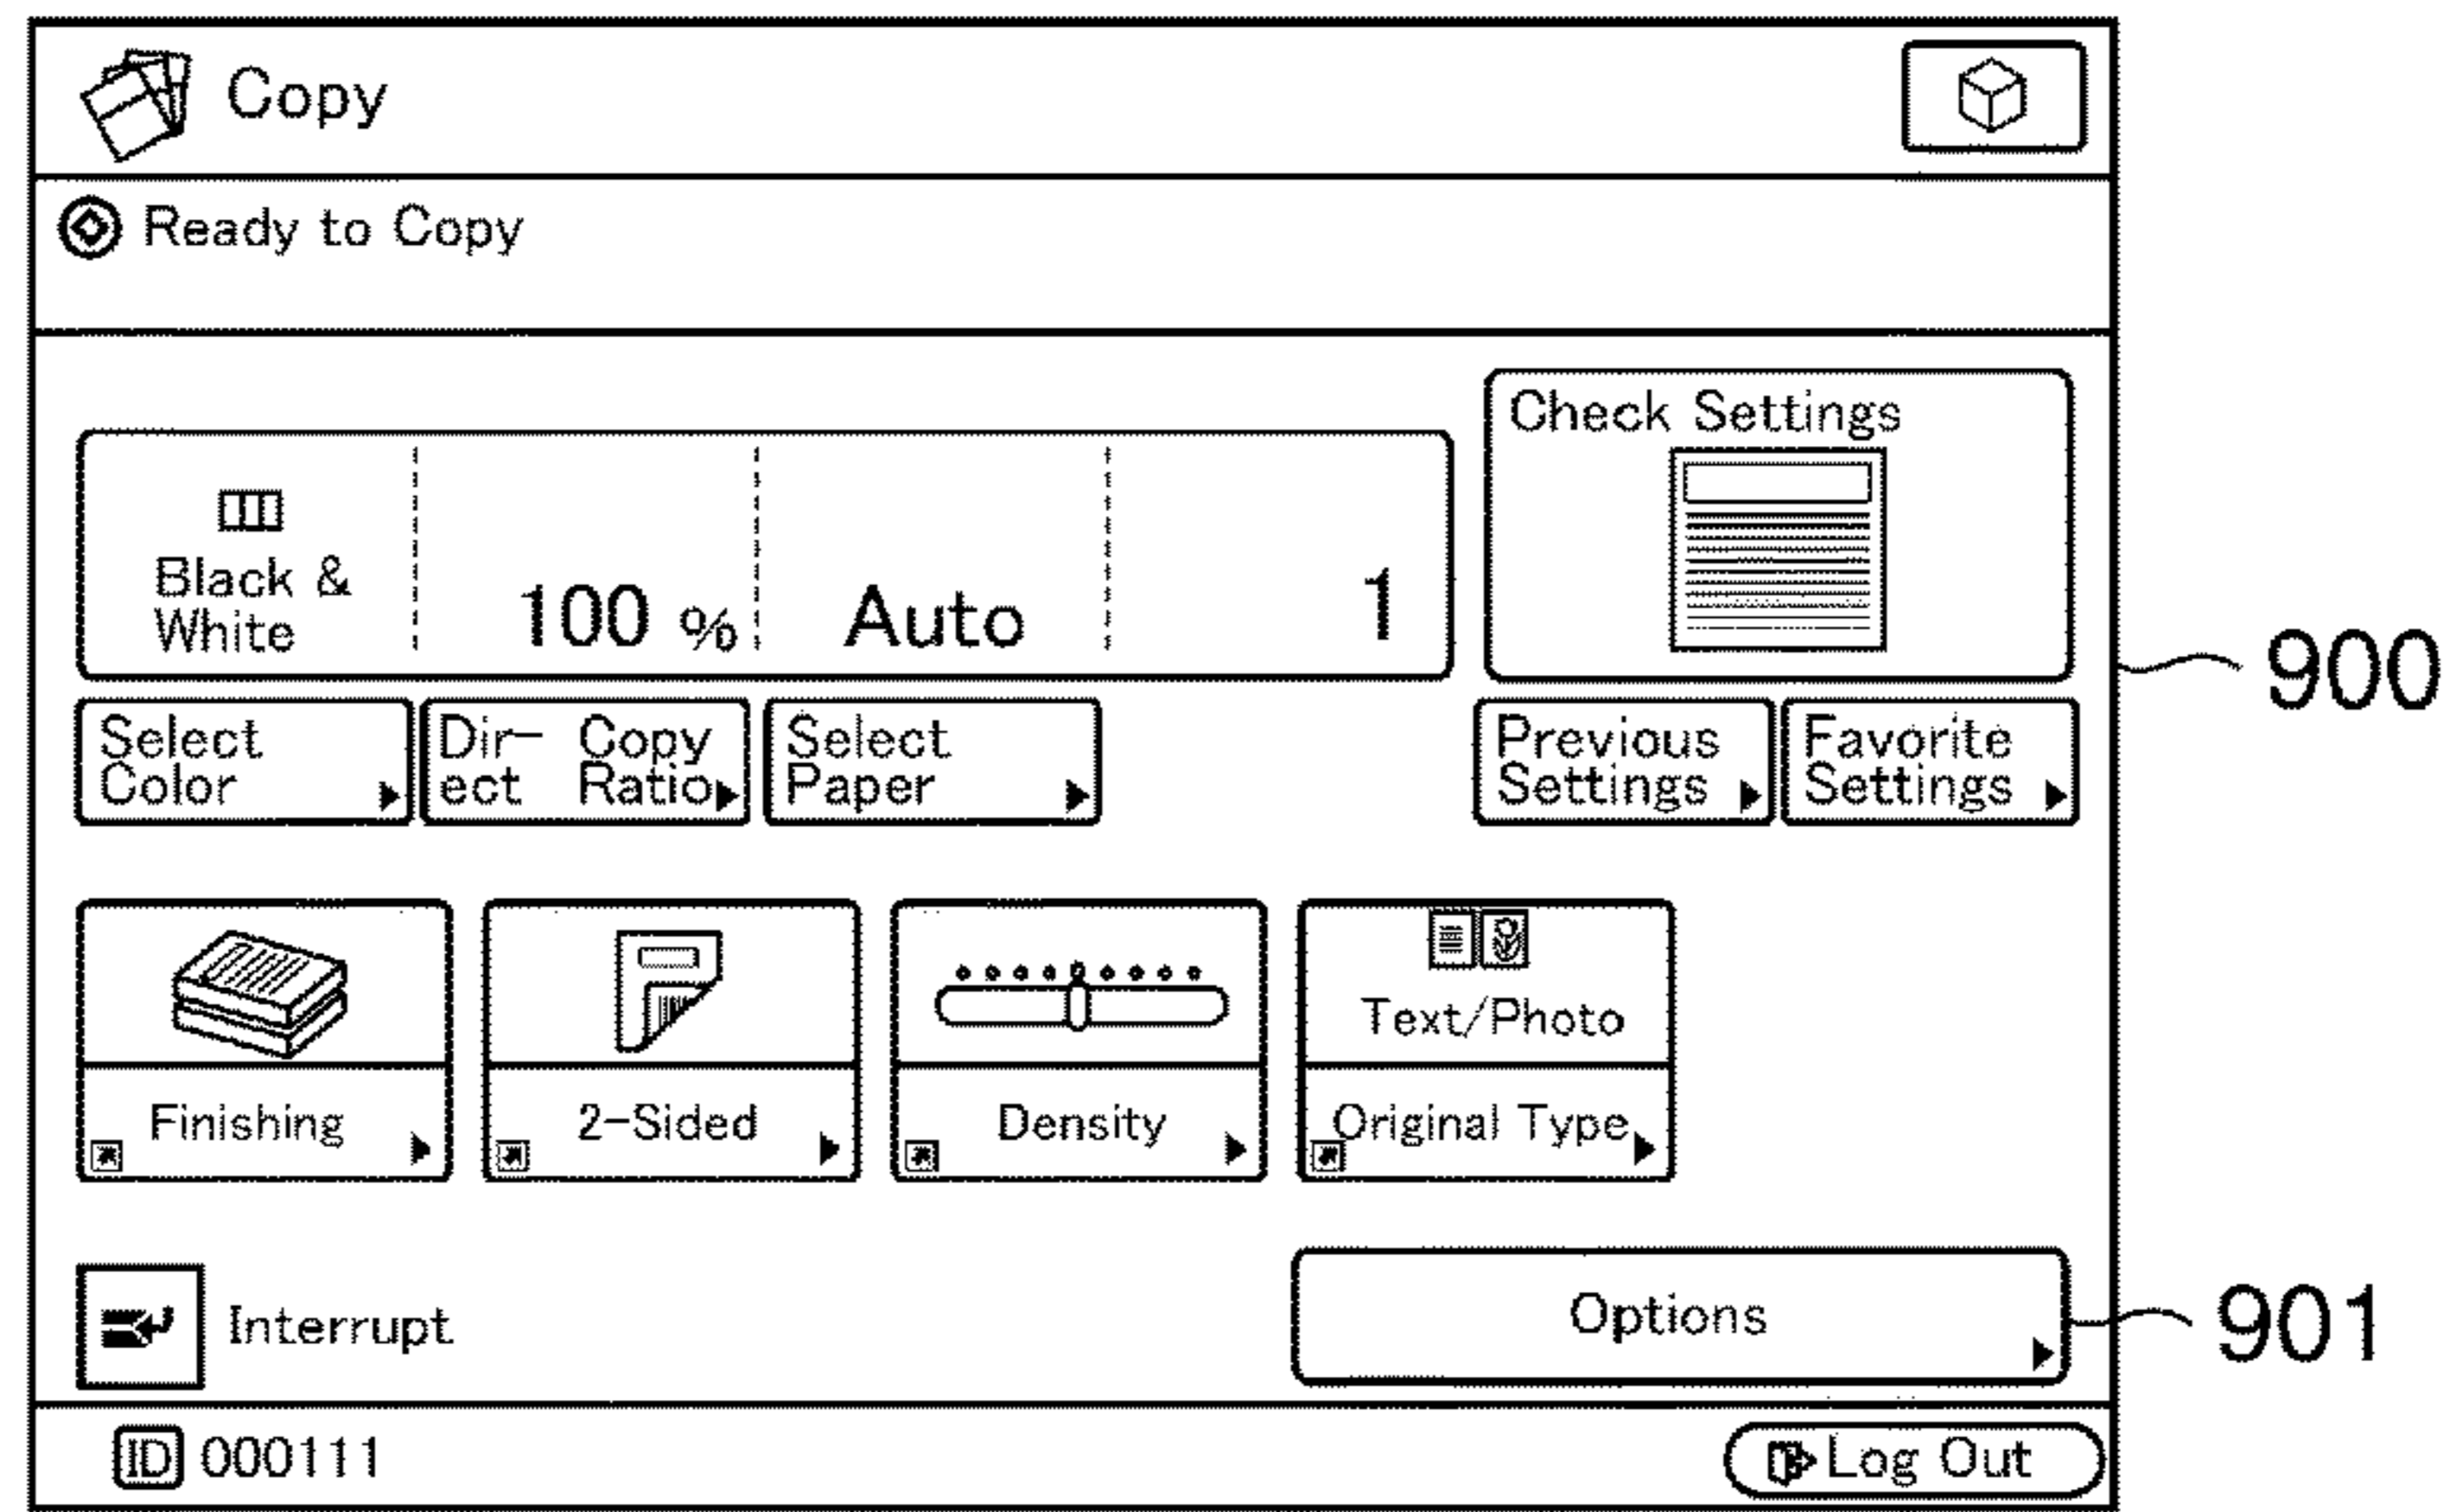 Copy
Ready to Copy
Check Settings
Black &
White
100 %
Auto
1
900
Select
Color
Dir-
ect
Copy
Ratio
Select
Paper
Previous
Settings
Favorite
Settings
Text/Photo
Finishing
2-Sided
Density
Original Type
Interrupt
Options
901
ID 000111
Log Out